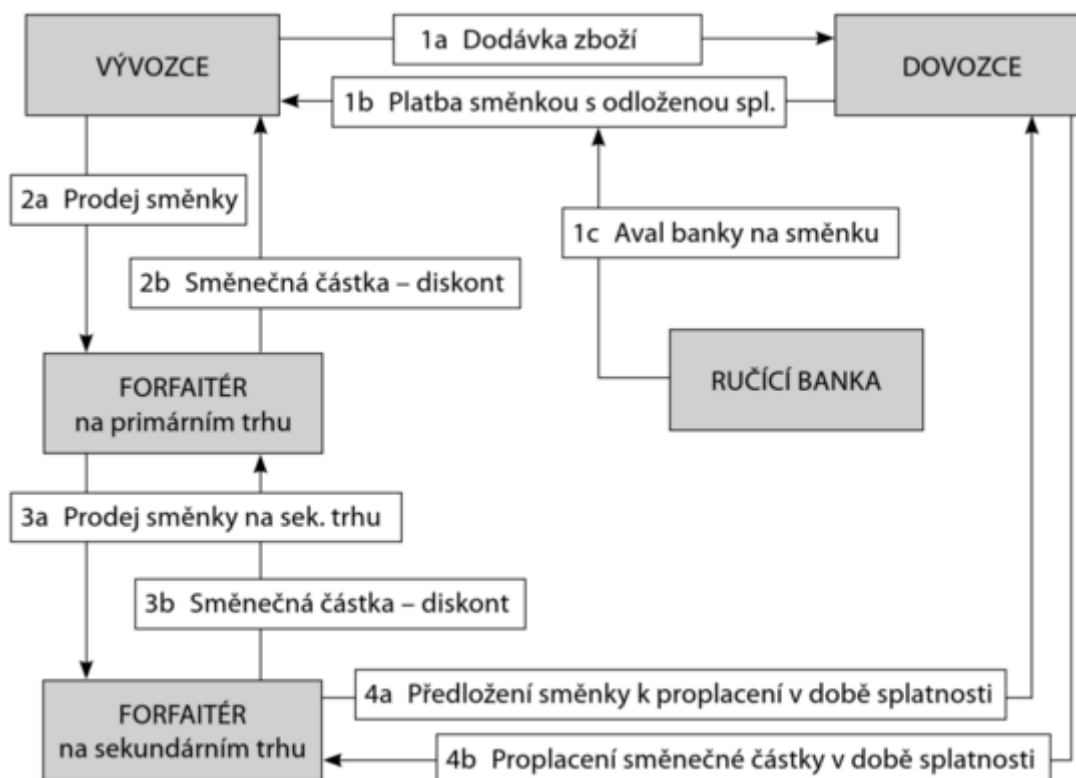 1a Dodávka zboží
VÝVOZCE
DOVOZCE
1b Platba směnkou s odloženou spl.
2a Prodej směnky
1c Aval banky na směnku
2b Směnečná částka – diskont
FORFAITÉR
na primárním trhu
RUČÍCÍ BANKA
3a Prodej směnky na sek. trhu
3b Směnečná částka – diskont
FORFAITÉR
na sekundárním trhu
4a Předložení směnky k proplacení v době splatnosti
4b Proplacení směnečné částky v době splatnosti